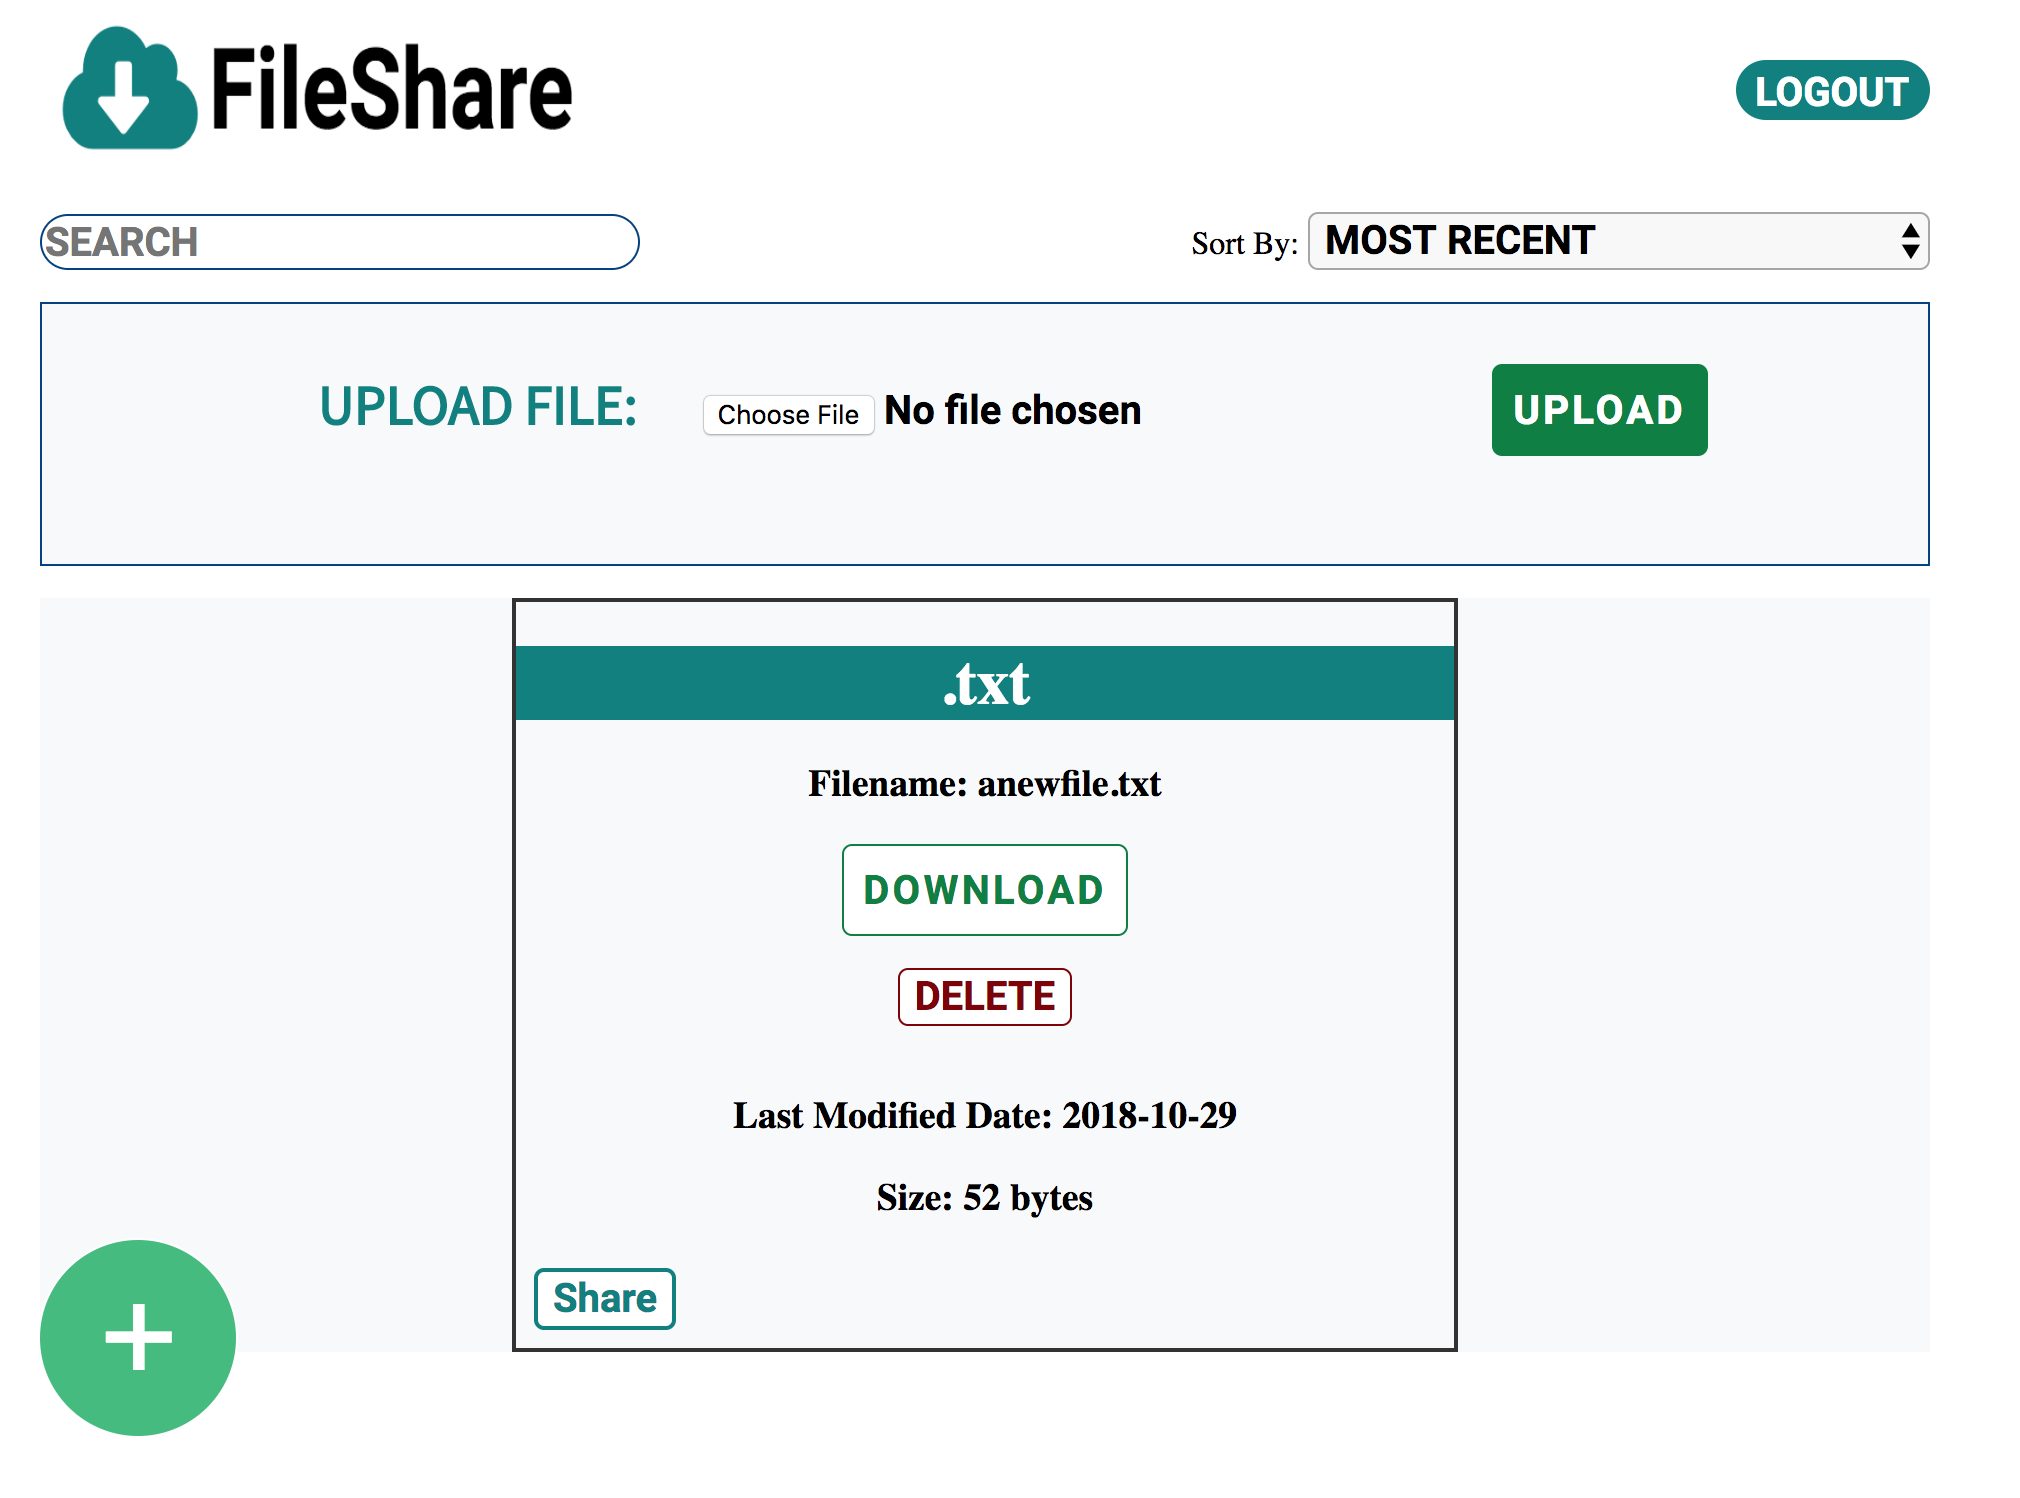 FileShare
LOGOUT
SEARCH
Sort By: MOST RECENT
UPLOAD FILE: Choose File No file chosen UPLOAD
.txt
Filename: anewfile.txt
DOWNLOAD
DELETE
Last Modified Date: 2018-10-29
Size: 52 bytes
Share
+